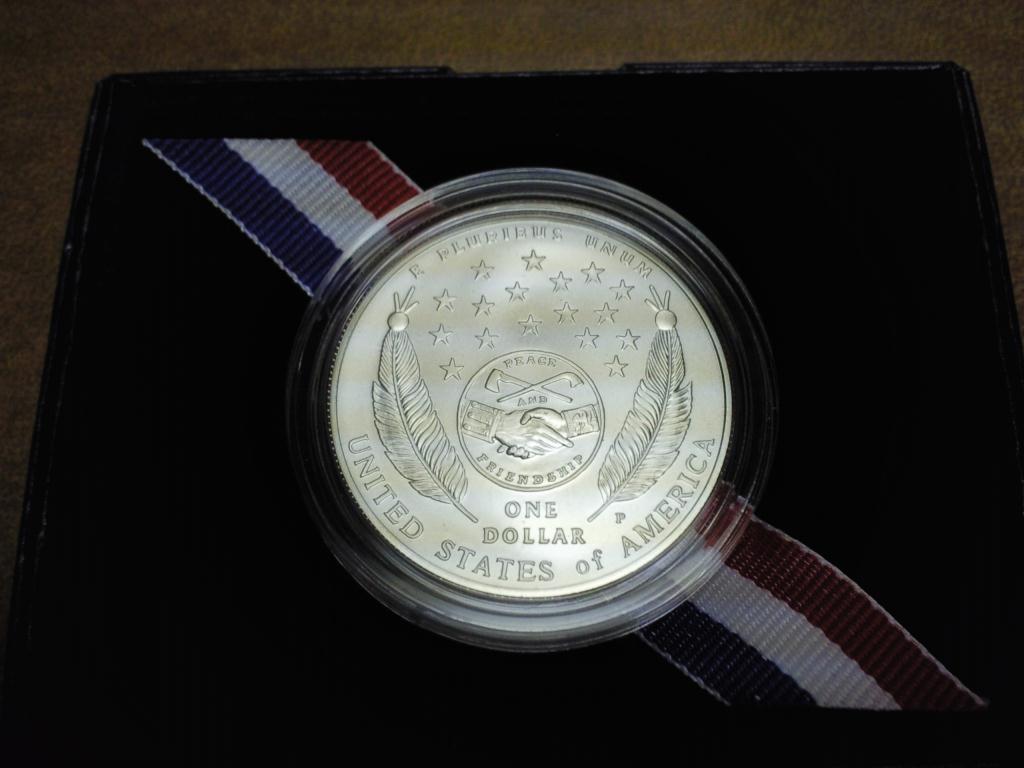 E PLURIBUS UNUM
PEACE
AND
FRIENDSHIP
ONE
DOLLAR
P
UNITED STATES of AMERICA